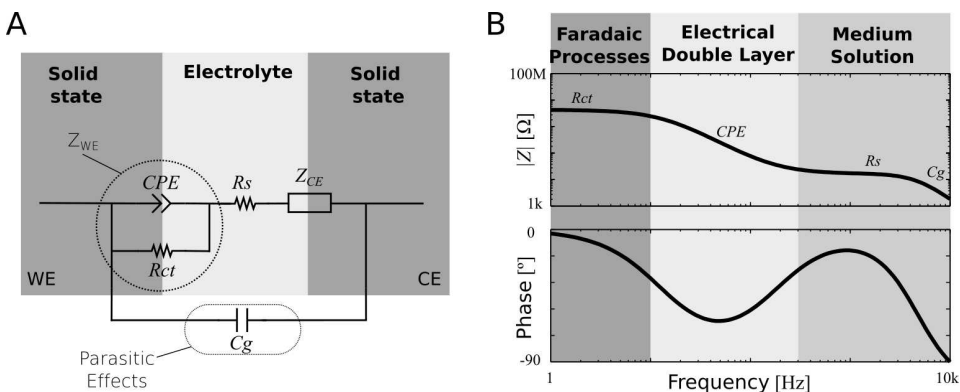 A
Solid
state
Electrolyte
Solid
state
Z_WE
CPE
Rs
Z_CE
Rct
WE
CE
Cg
Parasitic
Effects
B
Faradaic
Processes
Electrical
Double Layer
Medium
Solution
100M
|Z| [Ω]
1k
Rct
CPE
Rs
Cg
0
Phase [º]
-90
1
Frequency [Hz]
10k